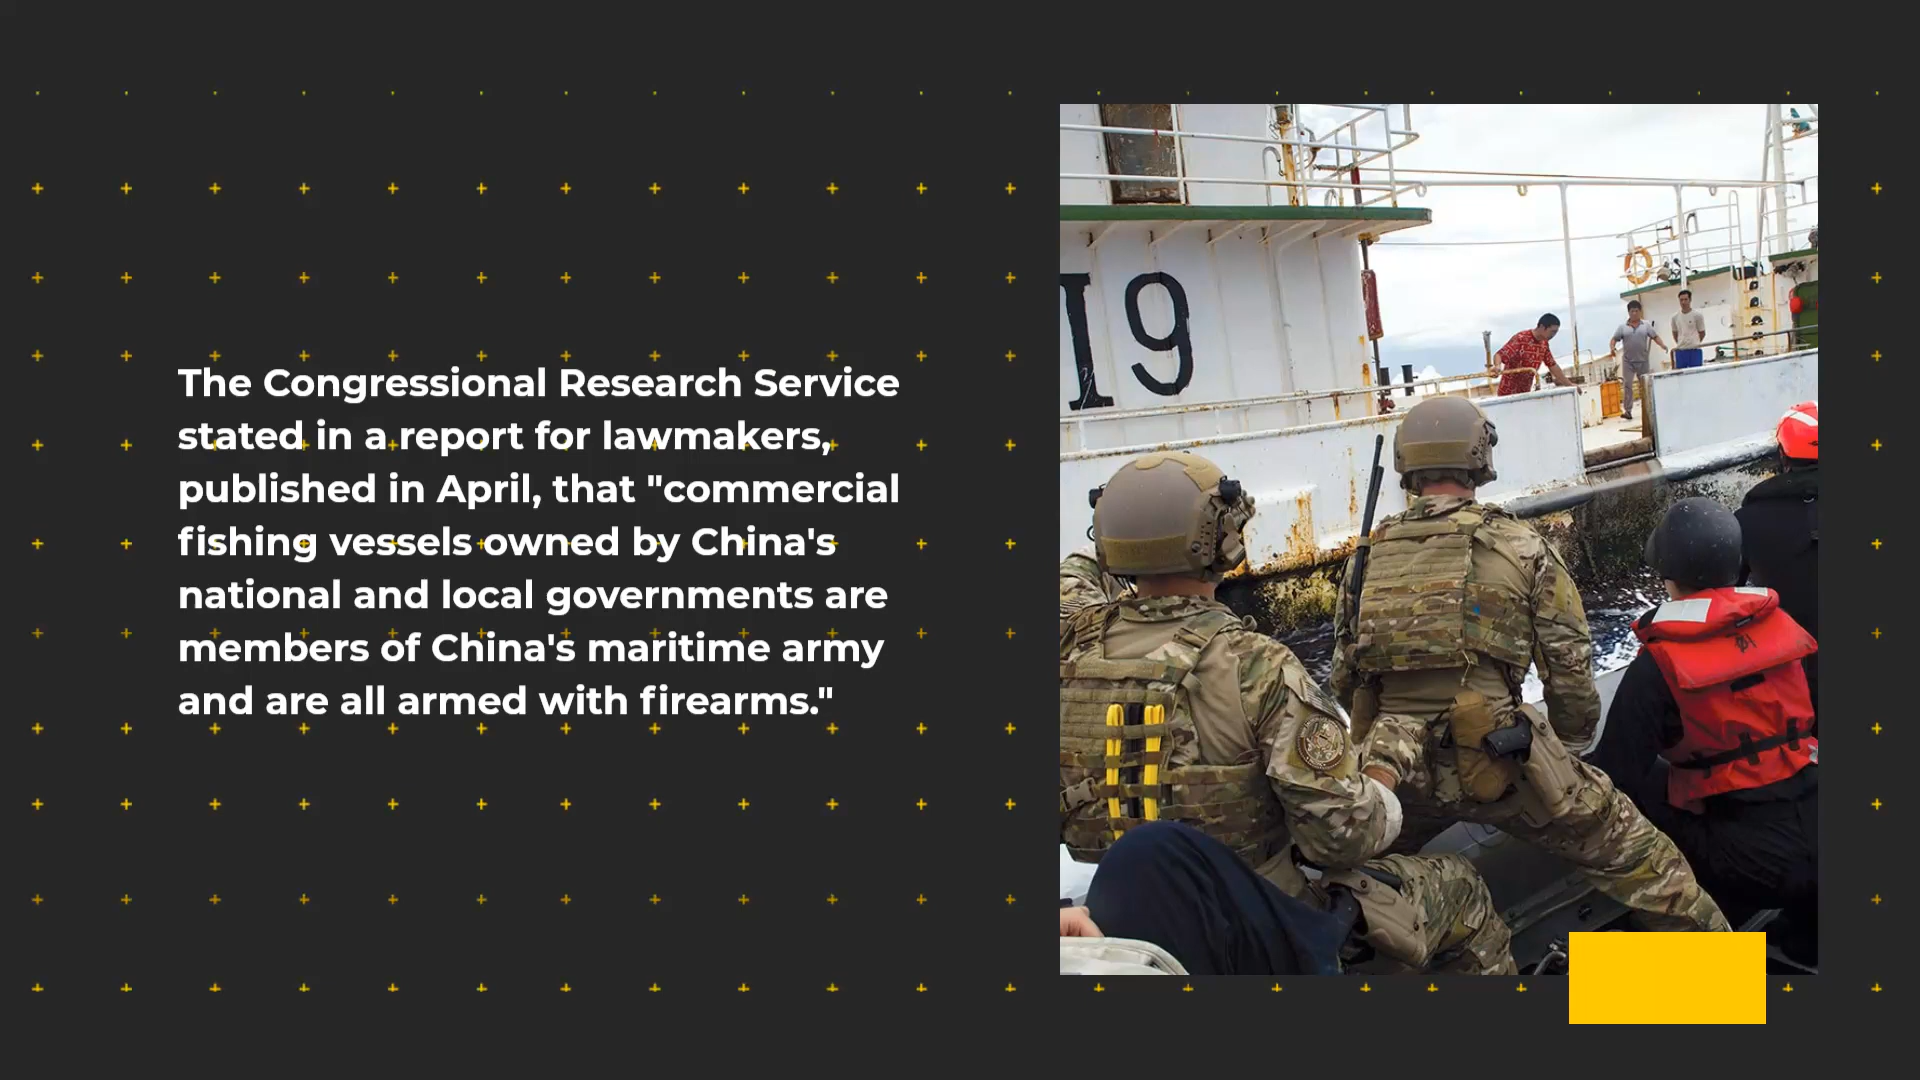 The Congressional Research Service
stated in a report for lawmakers,
published in April, that "commercial
fishing vessels owned by China's
national and local governments are
members of China's maritime army
and are all armed with firearms."
19